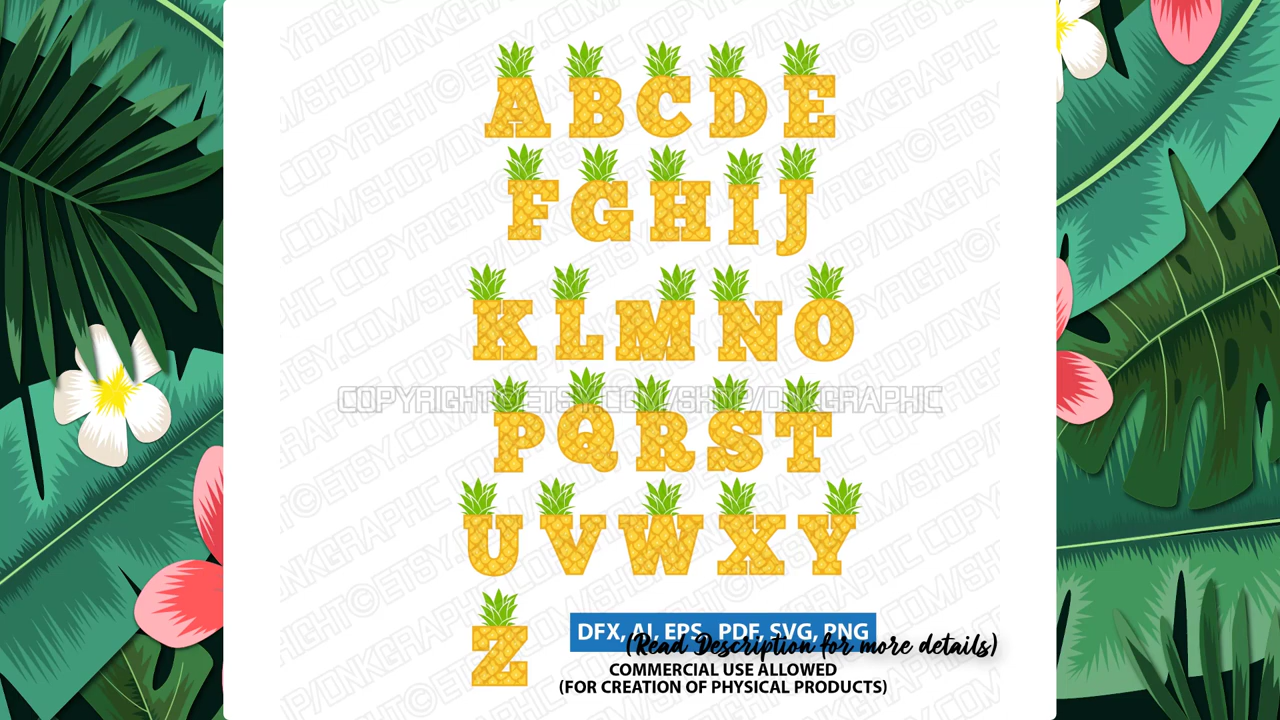 A B C D E
F G H I J
K L M N O
COPYRIGHT©ETSY.COM/SHOP/DNKGRAPHIC
P Q R S T
U V W X Y
Z
DFX, AI, EPS, PDF, SVG, PNG
(Read Description for more details)
COMMERCIAL USE ALLOWED
(FOR CREATION OF PHYSICAL PRODUCTS)